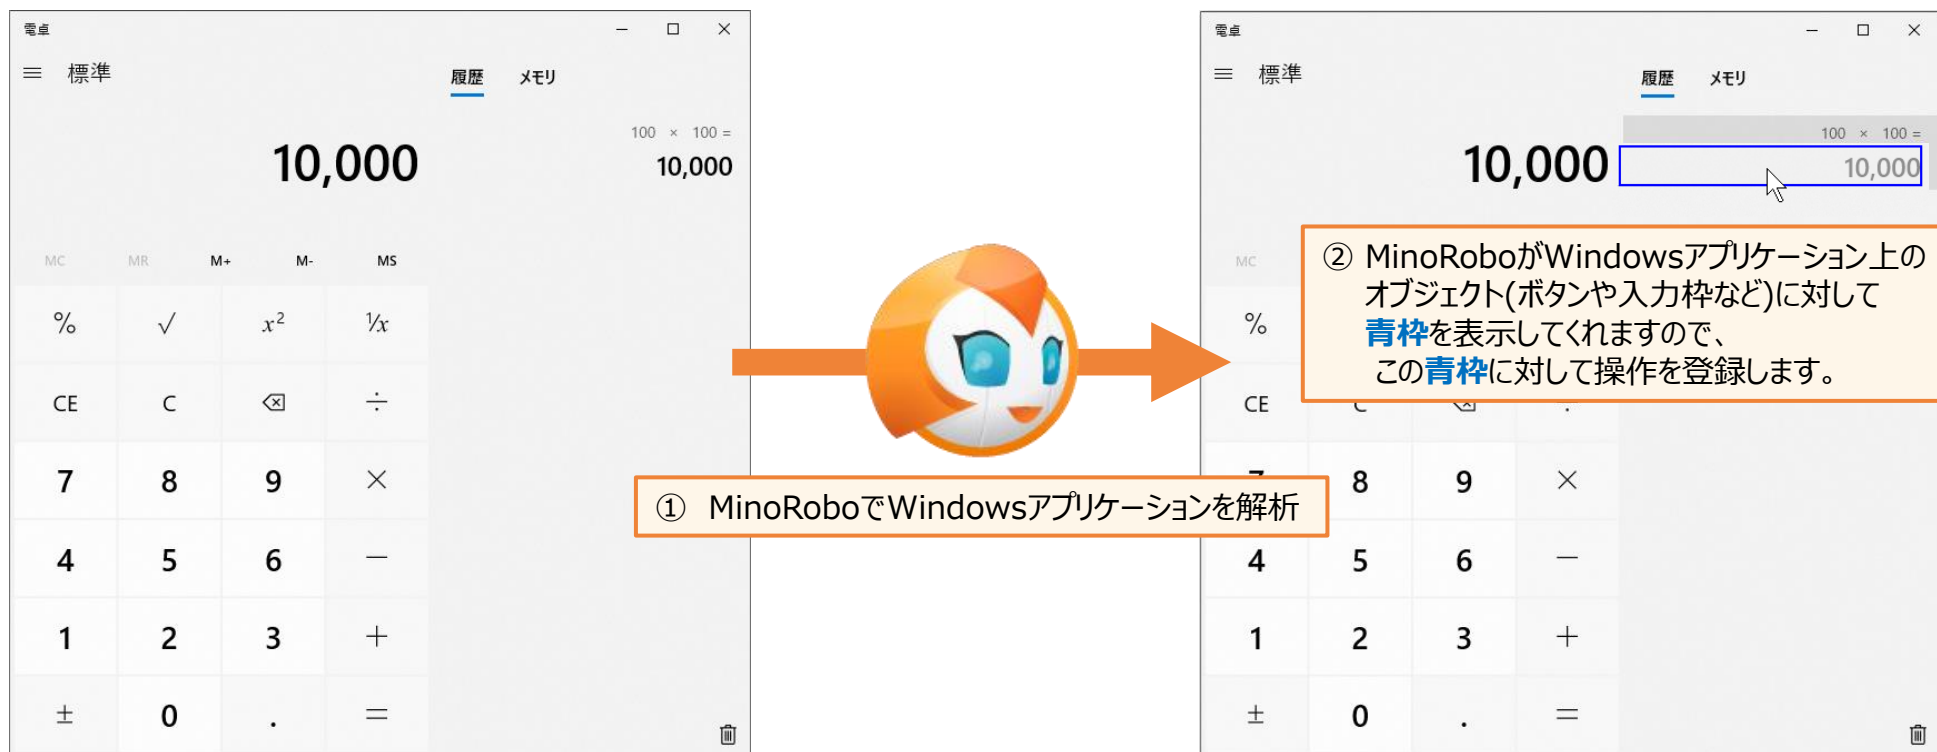 電卓
標準
履歴 メモリ
100 × 100 =
10,000
10,000
MC MR M+ M- MS
% √ x² ¹/x
CE C ÷
7 8 9 ×
4 5 6 −
1 2 3 +
± 0 . =
① MinoRoboでWindowsアプリケーションを解析
電卓
標準
履歴 メモリ
100 × 100 =
10,000
10,000
MC
② MinoRoboがWindowsアプリケーション上の
オブジェクト(ボタンや入力枠など)に対して
青枠を表示してくれますので、
この青枠に対して操作を登録します。
%
CE
8 9 ×
4 5 6 −
1 2 3 +
± 0 . =